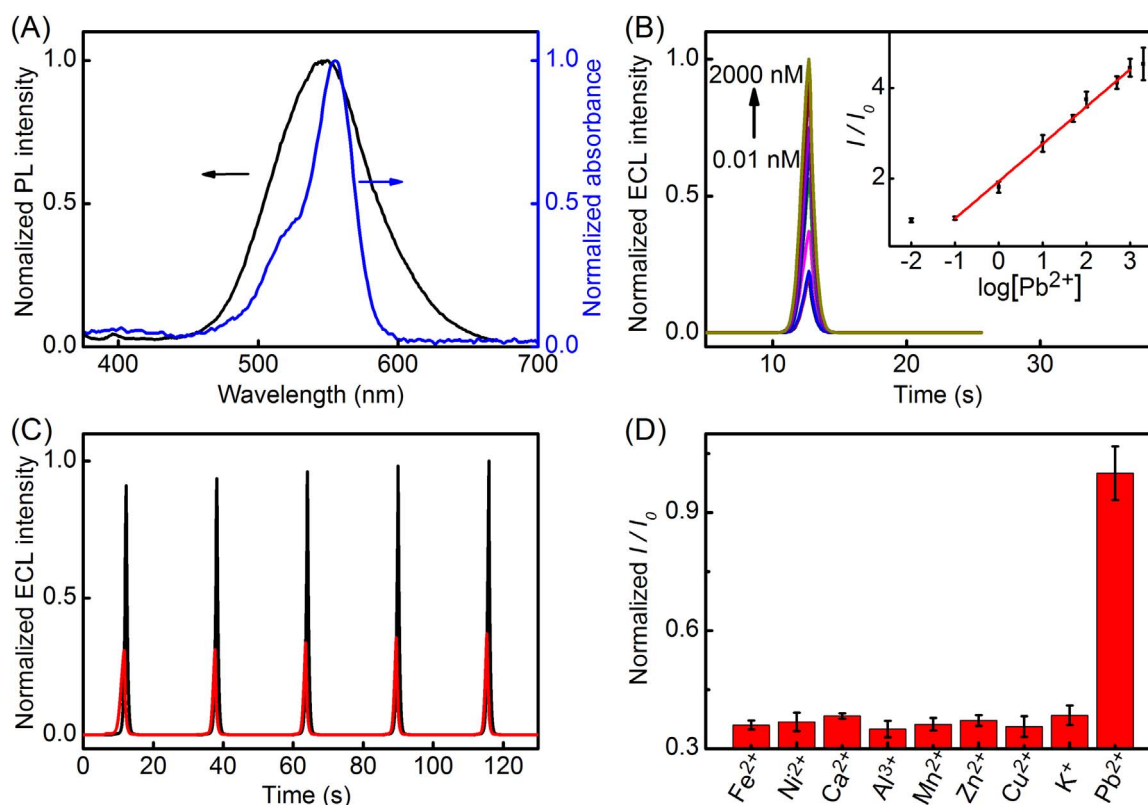 (A)
Normalized PL intensity
1.0
0.5
0.0
1.0
0.5
0.0
Normalized absorbance
400
500
600
700
Wavelength (nm)
(B)
Normalized ECL intensity
1.0
0.5
0.0
2000 nM
0.01 nM
10
20
30
Time (s)
I / I₀
4
2
-2
-1
0
1
2
3
log[Pb²⁺]
(C)
Normalized ECL intensity
1.0
0.5
0.0
0
20
40
60
80
100
120
Time (s)
(D)
Normalized I / I₀
0.9
0.6
0.3
Fe²⁺
Ni²⁺
Ca²⁺
Al³⁺
Mn²⁺
Zn²⁺
Cu²⁺
K⁺
Pb²⁺